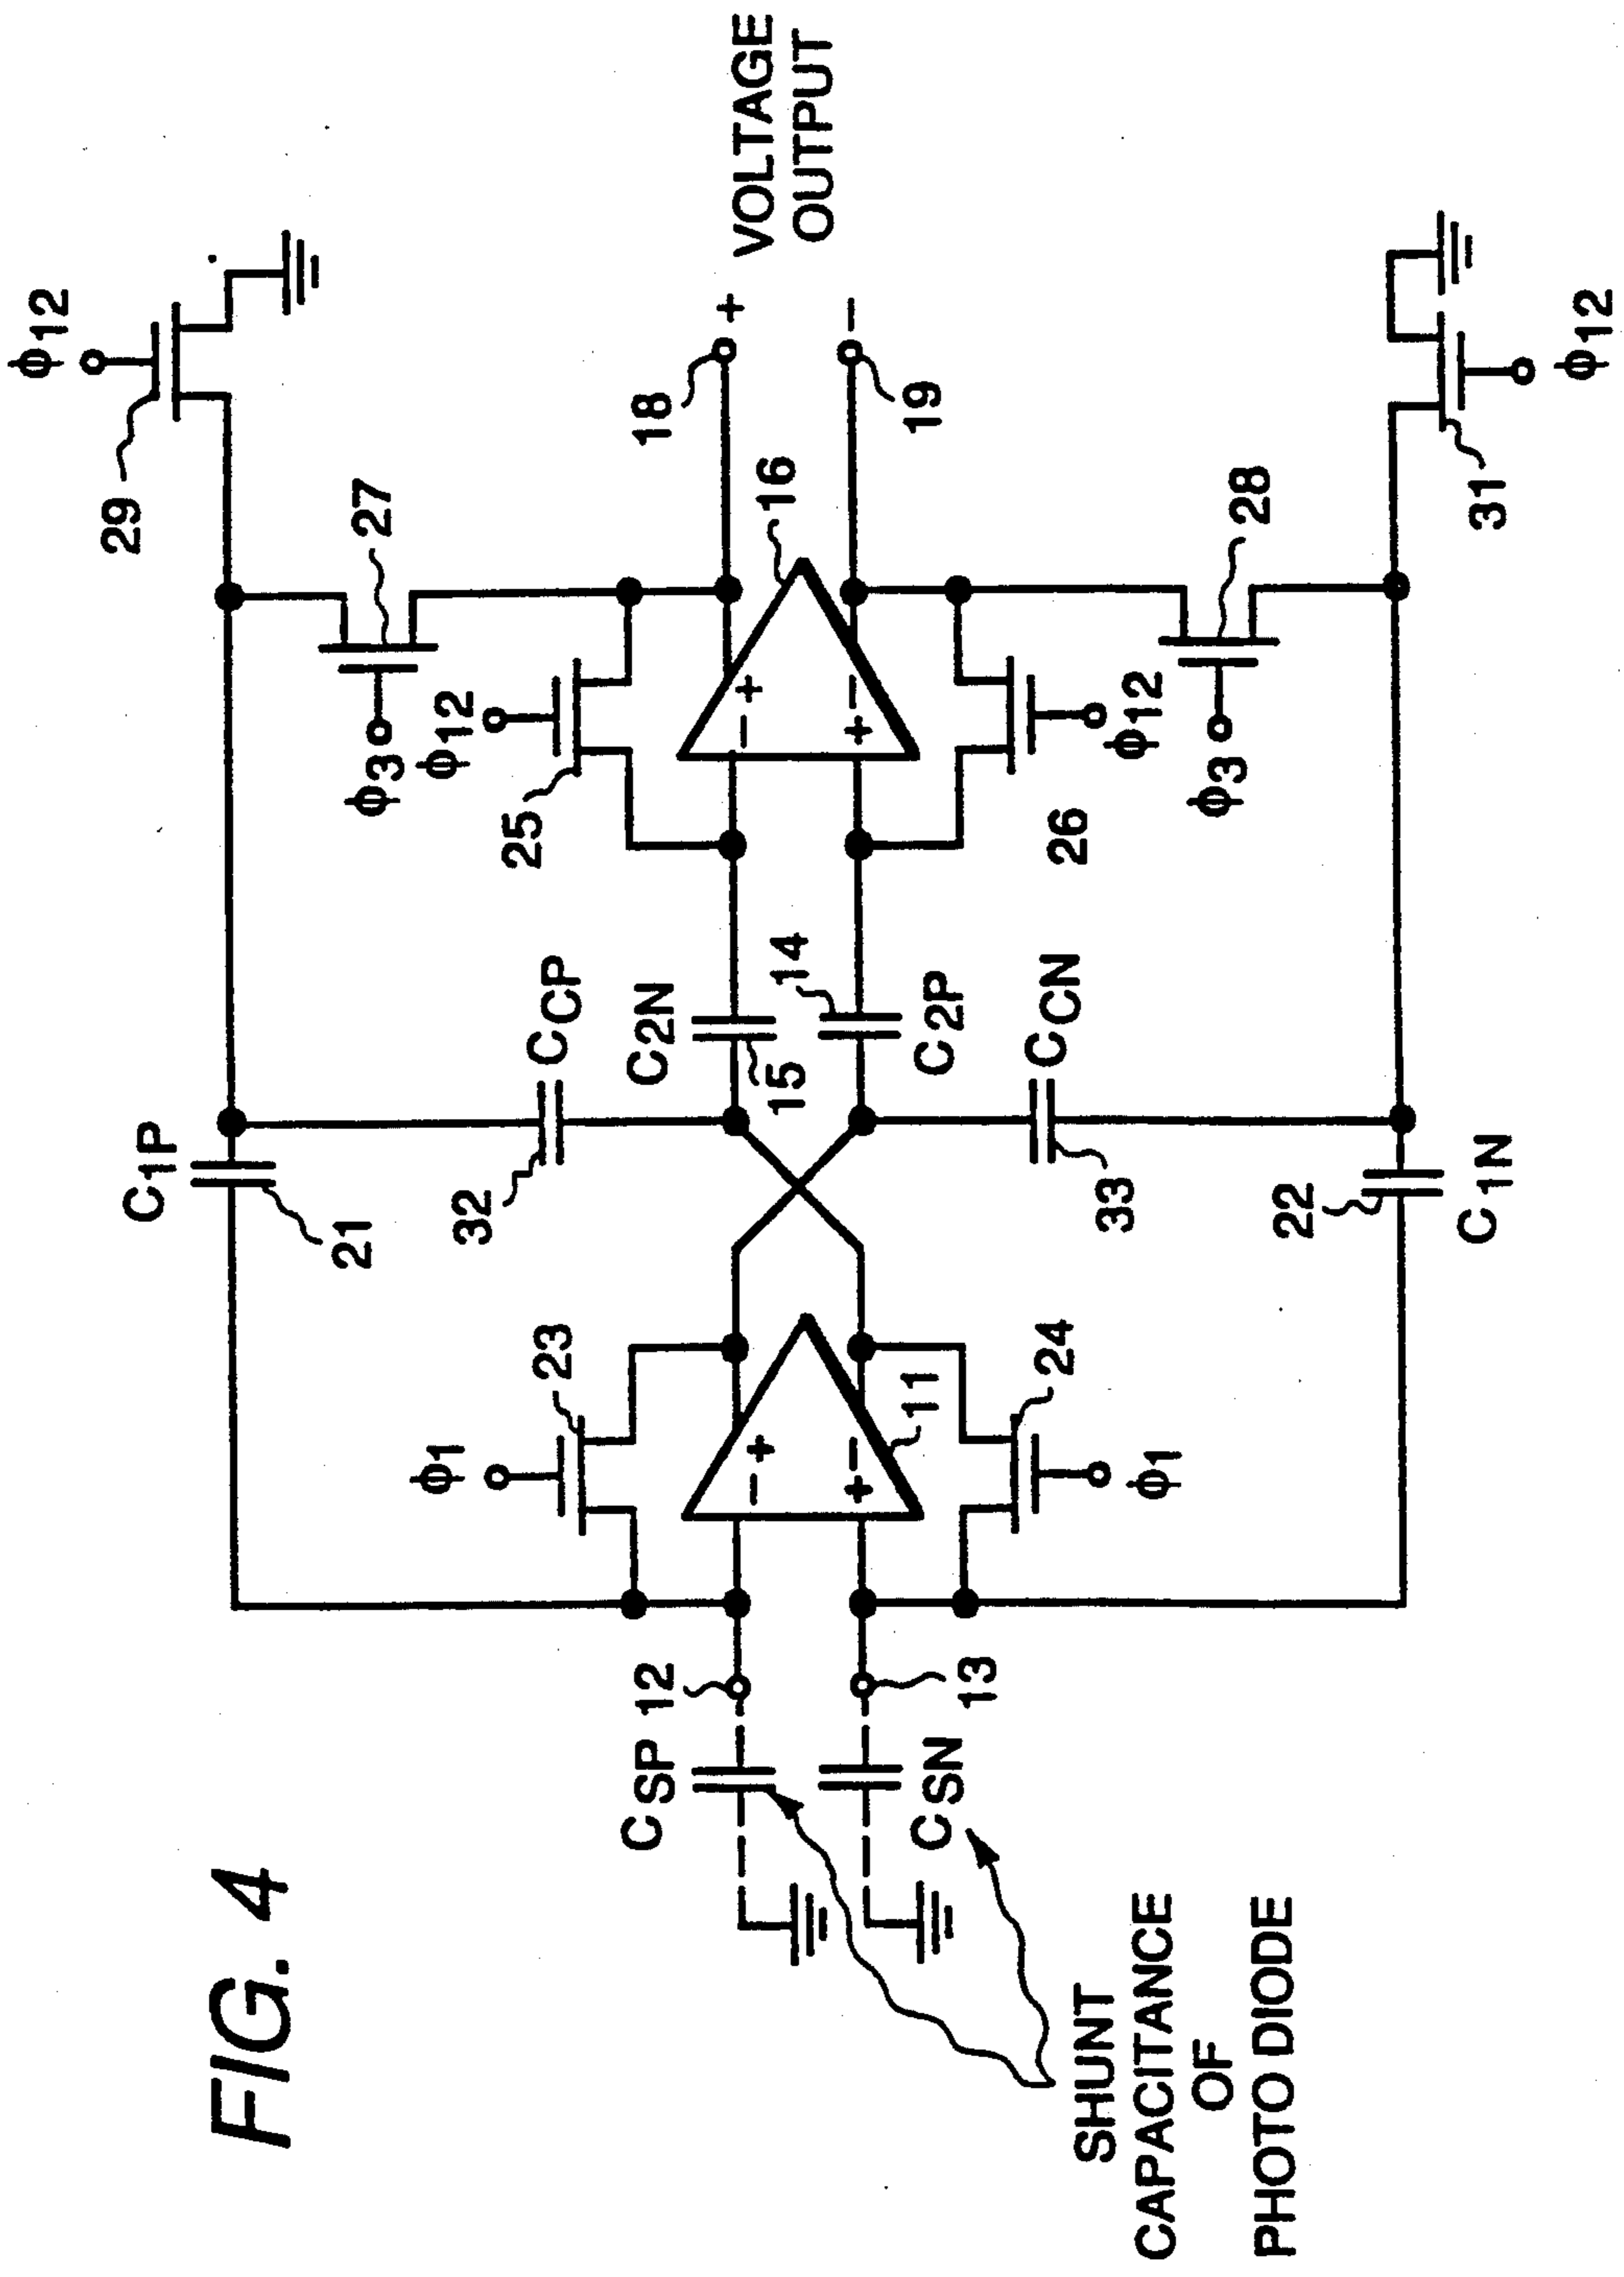 FIG. 4
ϕ12
29
C1P
21
27
ϕ3
ϕ12
32
CCP
ϕ1
23
25
CSP
12
C2N
15
18
+
VOLTAGE
OUTPUT
− +
− +
16
14
+ −
+ −
11
−
CSN
13
C2P
19
24
ϕ1
33
CCN
26
ϕ12
ϕ3
28
SHUNT
CAPACITANCE
OF
PHOTO DIODE
22
C1N
31
ϕ12